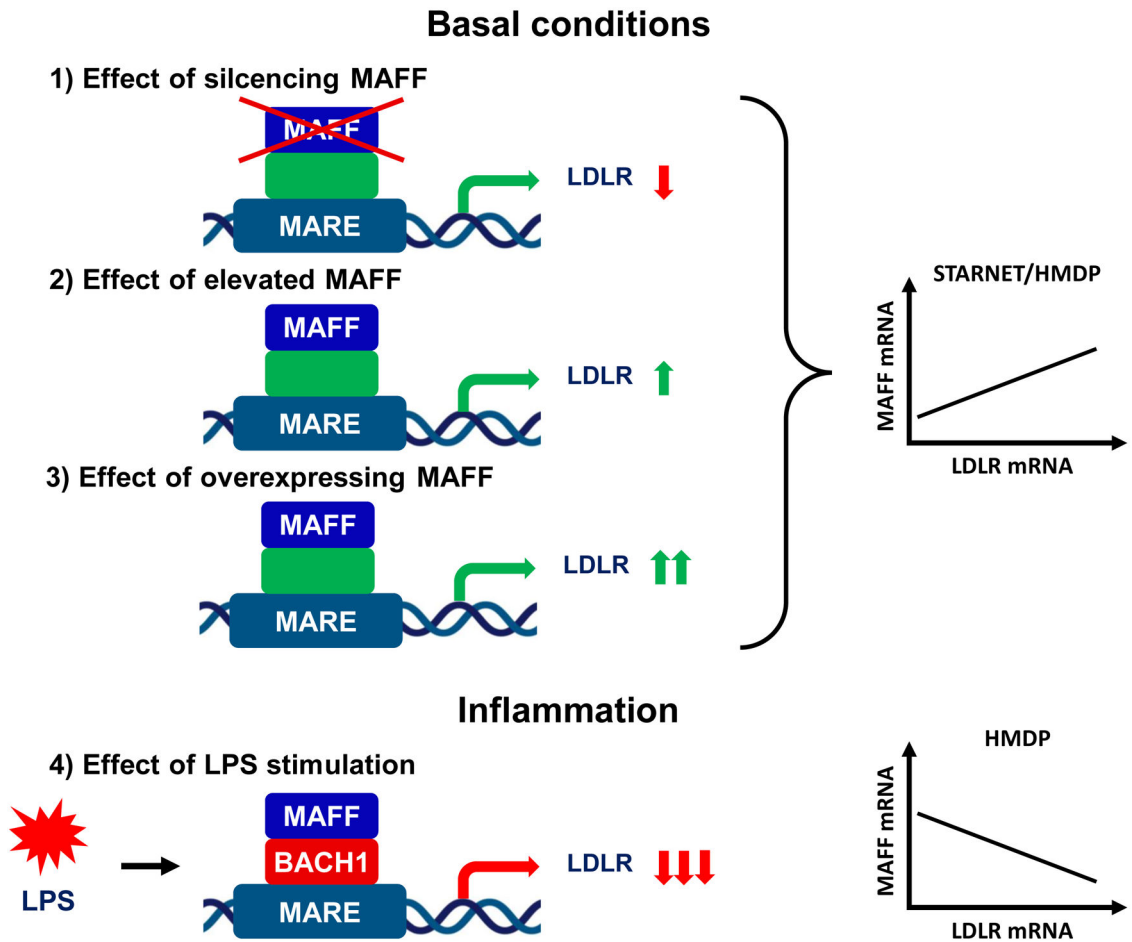 Basal conditions
1) Effect of silcencing MAFF
MAFF
MARE
LDLR
2) Effect of elevated MAFF
MAFF
MARE
LDLR
3) Effect of overexpressing MAFF
MAFF
MARE
LDLR
STARNET/HMDP
MAFF mRNA
LDLR mRNA
Inflammation
4) Effect of LPS stimulation
LPS
MAFF
BACH1
MARE
LDLR
HMDP
MAFF mRNA
LDLR mRNA